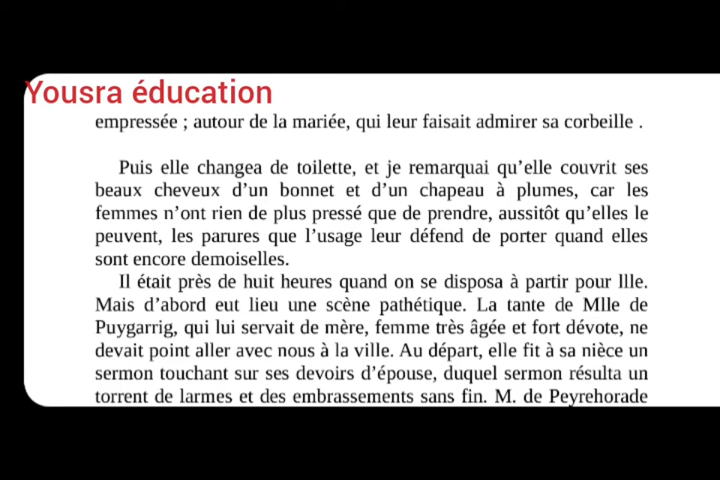 Yousra éducation
empressée ; autour de la mariée, qui leur faisait admirer sa corbeille .
Puis elle changea de toilette, et je remarquai qu’elle couvrit ses
beaux cheveux d’un bonnet et d’un chapeau à plumes, car les
femmes n’ont rien de plus pressé que de prendre, aussitôt qu’elles le
peuvent, les parures que l’usage leur défend de porter quand elles
sont encore demoiselles.
Il était près de huit heures quand on se disposa à partir pour Ille.
Mais d’abord eut lieu une scène pathétique. La tante de Mlle de
Puygarrig, qui lui servait de mère, femme très âgée et fort dévote, ne
devait point aller avec nous à la ville. Au départ, elle fit à sa nièce un
sermon touchant sur ses devoirs d’épouse, duquel sermon résulta un
torrent de larmes et des embrassements sans fin. M. de Peyrehorade